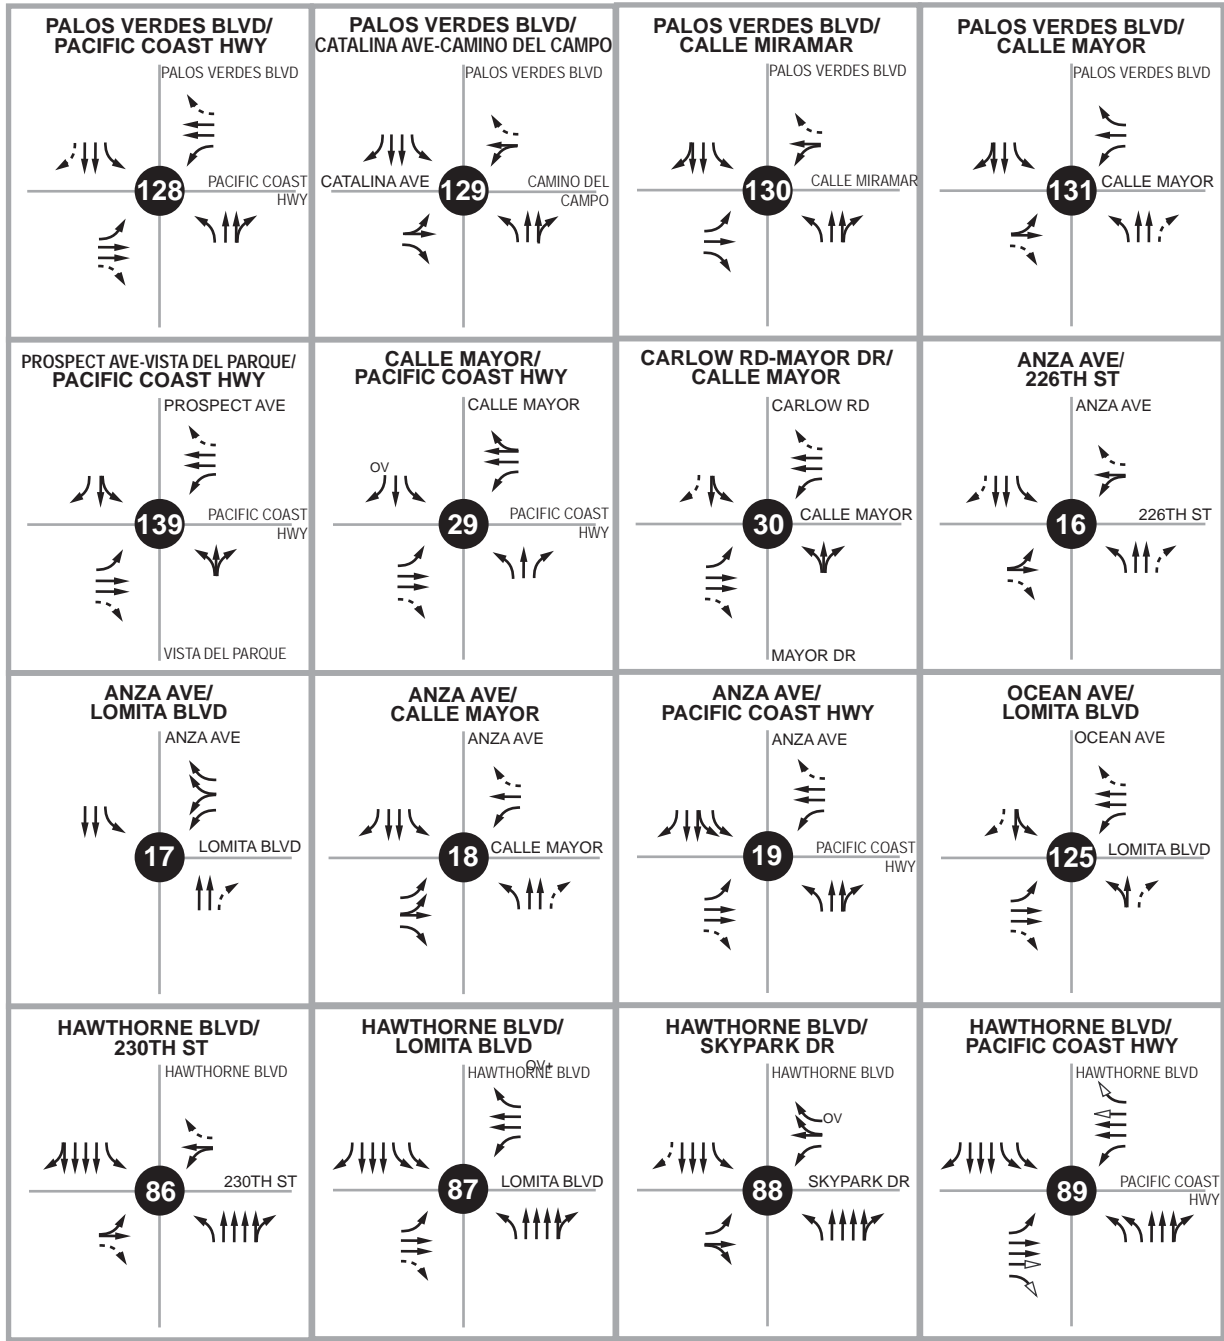 PALOS VERDES BLVD/
PACIFIC COAST HWY
PALOS VERDES BLVD
128
PACIFIC COAST
HWY
PALOS VERDES BLVD/
CATALINA AVE-CAMINO DEL CAMPO
PALOS VERDES BLVD
CATALINA AVE
129
CAMINO DEL
CAMPO
PALOS VERDES BLVD/
CALLE MIRAMAR
PALOS VERDES BLVD
130
CALLE MIRAMAR
PALOS VERDES BLVD/
CALLE MAYOR
PALOS VERDES BLVD
131
CALLE MAYOR
PROSPECT AVE-VISTA DEL PARQUE/
PACIFIC COAST HWY
PROSPECT AVE
139
PACIFIC COAST
HWY
VISTA DEL PARQUE
CALLE MAYOR/
PACIFIC COAST HWY
CALLE MAYOR
OV
29
PACIFIC COAST
HWY
CARLOW RD-MAYOR DR/
CALLE MAYOR
CARLOW RD
30
CALLE MAYOR
MAYOR DR
ANZA AVE/
226TH ST
ANZA AVE
16
226TH ST
ANZA AVE/
LOMITA BLVD
ANZA AVE
17
LOMITA BLVD
ANZA AVE/
CALLE MAYOR
ANZA AVE
18
CALLE MAYOR
ANZA AVE/
PACIFIC COAST HWY
ANZA AVE
19
PACIFIC COAST
HWY
OCEAN AVE/
LOMITA BLVD
OCEAN AVE
125
LOMITA BLVD
HAWTHORNE BLVD/
230TH ST
HAWTHORNE BLVD
86
230TH ST
HAWTHORNE BLVD/
LOMITA BLVD
OV+
HAWTHORNE BLVD
87
LOMITA BLVD
HAWTHORNE BLVD/
SKYPARK DR
HAWTHORNE BLVD
OV
88
SKYPARK DR
HAWTHORNE BLVD/
PACIFIC COAST HWY
HAWTHORNE BLVD
89
PACIFIC COAST
HWY